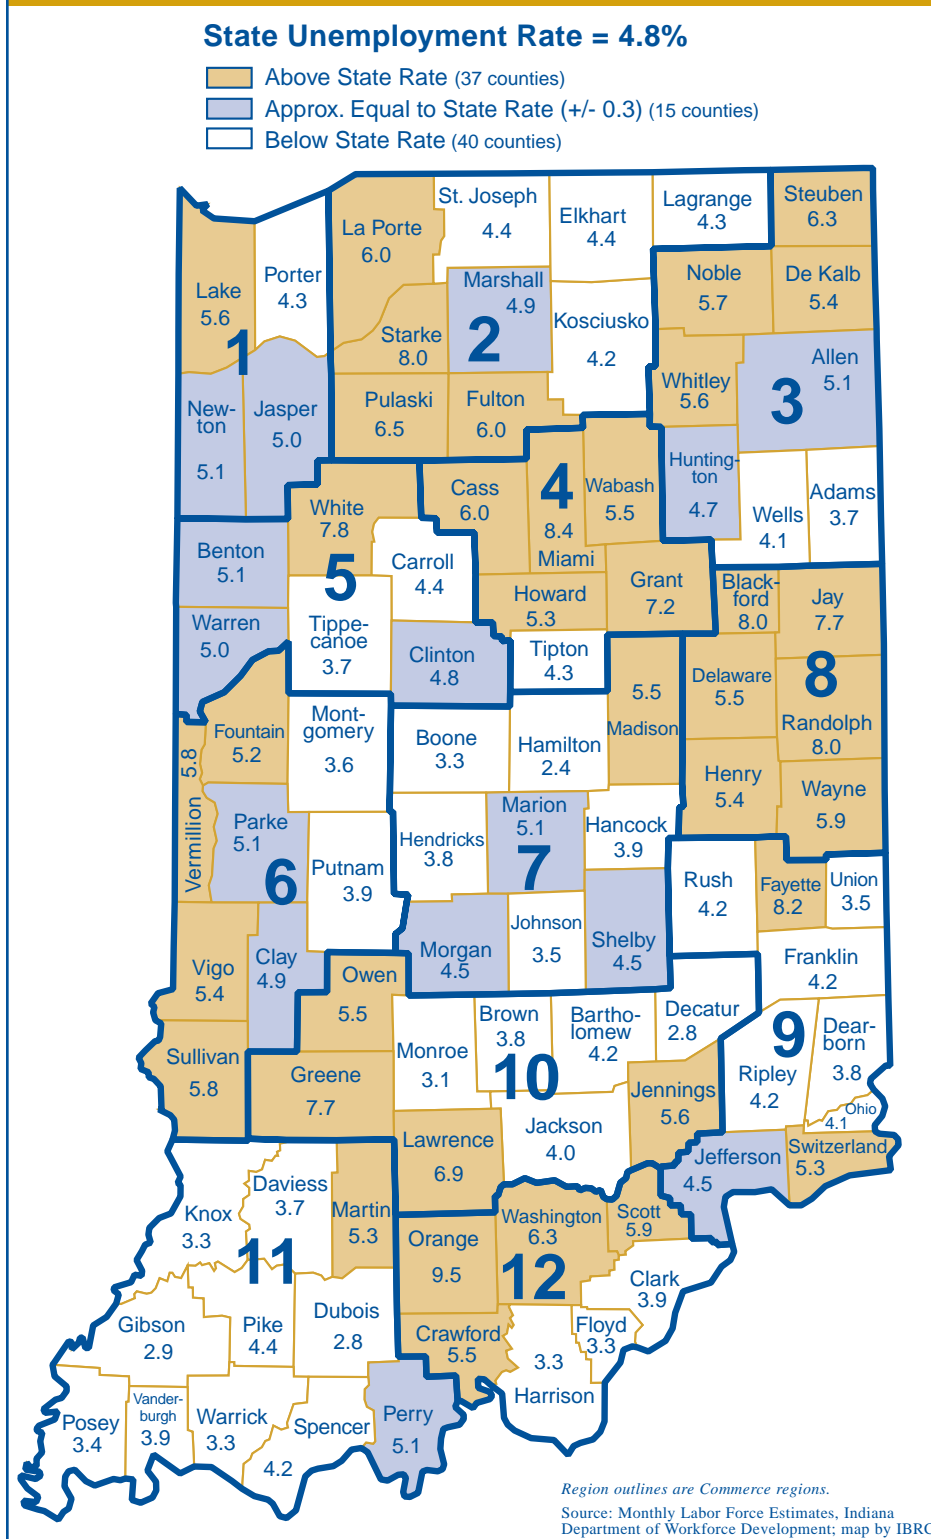 State Unemployment Rate = 4.8%
Above State Rate (37 counties)
Approx. Equal to State Rate (+/- 0.3) (15 counties)
Below State Rate (40 counties)
St. Joseph
4.4
Elkhart
4.4
Lagrange
4.3
Steuben
6.3
La Porte
6.0
Porter
4.3
Lake
5.6
1
Marshall
4.9
2
Starke
8.0
Kosciusko
4.2
Noble
5.7
De Kalb
5.4
Allen
5.1
3
Whitley
5.6
New-
ton
5.1
Jasper
5.0
Pulaski
6.5
Fulton
6.0
Hunting-
ton
4.7
Wells
4.1
Adams
3.7
White
7.8
5
Cass
6.0
4
8.4
Miami
Wabash
5.5
Benton
5.1
Carroll
4.4
Howard
5.3
Grant
7.2
Black-
ford
8.0
Jay
7.7
Warren
5.0
Tippe-
canoe
3.7
Clinton
4.8
Tipton
4.3
5.5
Madison
Delaware
5.5
8
Randolph
8.0
Fountain
5.2
Mont-
gomery
3.6
Boone
3.3
Hamilton
2.4
Henry
5.4
Wayne
5.9
5.8
Vermillion
Parke
5.1
6
Putnam
3.9
Hendricks
3.8
Marion
5.1
7
Hancock
3.9
Rush
4.2
Fayette
8.2
Union
3.5
Vigo
5.4
Clay
4.9
Owen
5.5
Morgan
4.5
Johnson
3.5
Shelby
4.5
Franklin
4.2
Sullivan
5.8
Greene
7.7
Monroe
3.1
Brown
3.8
10
Bartho-
lomew
4.2
Decatur
2.8
9
Ripley
4.2
Dear-
born
3.8
Ohio
4.1
Jennings
5.6
Jackson
4.0
Lawrence
6.9
Jefferson
4.5
Switzerland
5.3
Knox
3.3
Daviess
3.7
11
Martin
5.3
Orange
9.5
Washington
6.3
12
Scott
5.9
Clark
3.9
Gibson
2.9
Pike
4.4
Dubois
2.8
Crawford
5.5
Floyd
3.3
3.3
Harrison
Posey
3.4
Vander-
burgh
3.9
Warrick
3.3
Spencer
4.2
Perry
5.1
Region outlines are Commerce regions.
Source: Monthly Labor Force Estimates, Indiana
Department of Workforce Development; map by IBRC